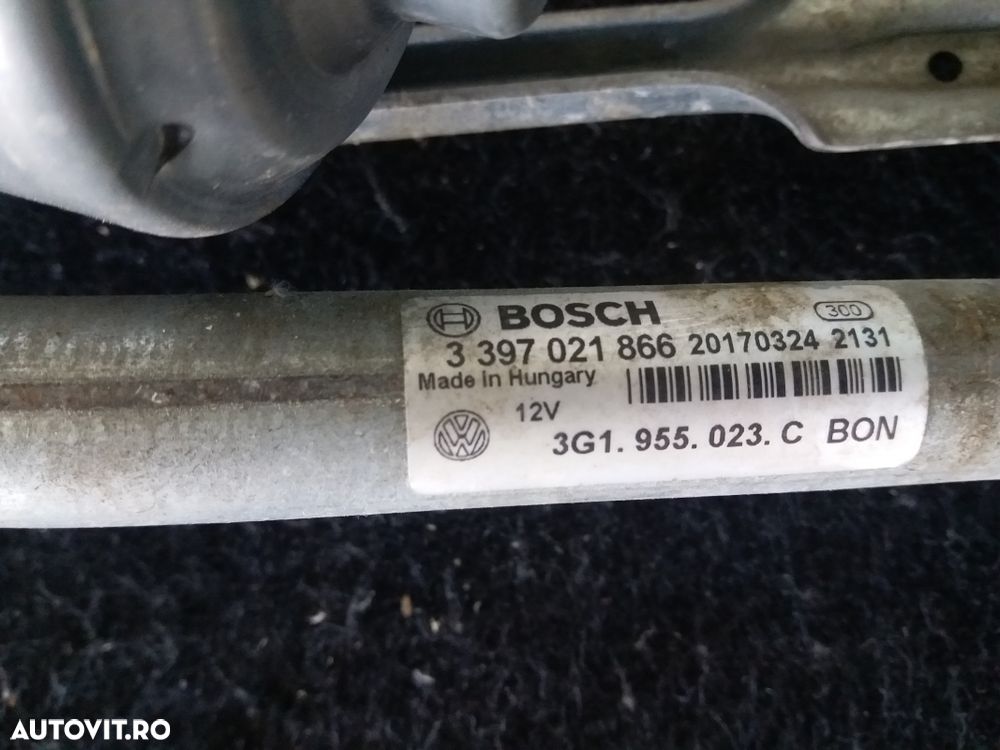 BOSCH 300
3 397 021 866 20170324 2131
Made in Hungary
12V
3G1. 955. 023. C BON
AUTOVIT.RO